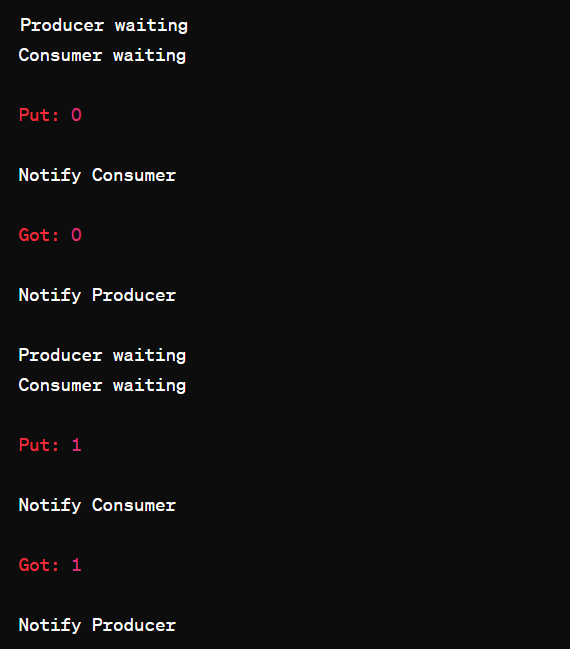 Producer waiting
Consumer waiting
Put: 0
Notify Consumer
Got: 0
Notify Producer
Producer waiting
Consumer waiting
Put: 1
Notify Consumer
Got: 1
Notify Producer